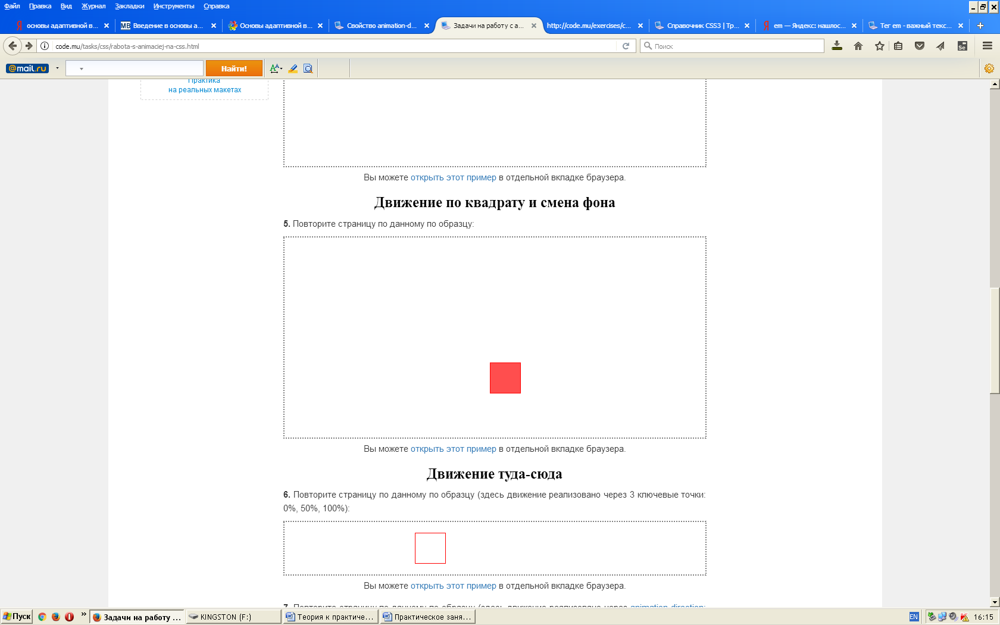 Файл Правка Вид Журнал Закладки Инструменты Справка
основы адаптивной в... Введение в основы а... Основы адаптивной в... Свойство animation-d... Задачи на работу с а... http://code.mu/exercises/c... Справочник CSS3 | Тр... em — Яндекс: нашлос... Тег em - важный текс...
code.mu/tasks/css/rabota-s-animaciej-na-css.html
Поиск
@mail.ru
Найти!
Практика
на реальных макетах
Вы можете открыть этот пример в отдельной вкладке браузера.
Движение по квадрату и смена фона
5. Повторите страницу по данному по образцу:
Вы можете открыть этот пример в отдельной вкладке браузера.
Движение туда-сюда
6. Повторите страницу по данному по образцу (здесь движение реализовано через 3 ключевые точки:
0%, 50%, 100%):
Вы можете открыть этот пример в отдельной вкладке браузера.
7. Повторите страницу по данному по образцу (здесь движение реализовано через animation-direction:
Пуск
Задачи на работу ...
KINGSTON (F:)
Теория к практиче...
Практическое заня...
EN
16:15